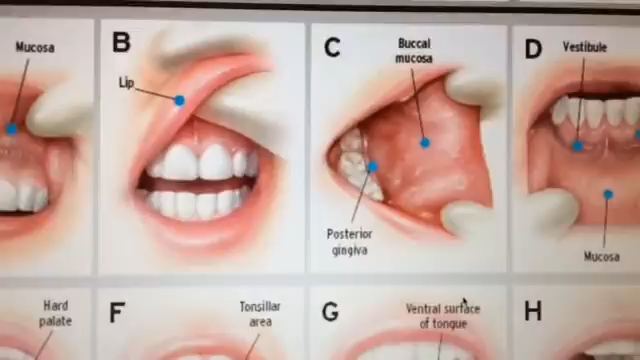 Mucosa
B
Lip
C
Buccal
mucosa
Posterior
gingiva
D
Vestibule
Mucosa
Hard
palate
F
Tonsillar
area
G
Ventral surface
of tongue
H